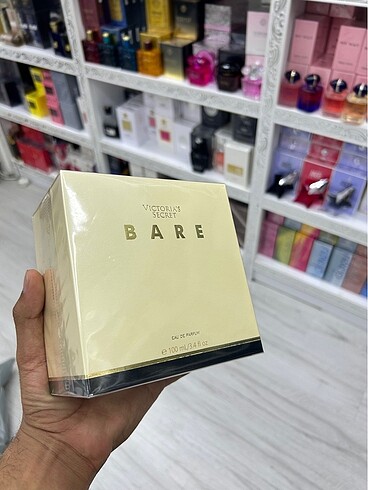 VICTORIA'S
SECRET
BARE
EAU DE PARFUM
℮ 100 mL/3.4 fl oz